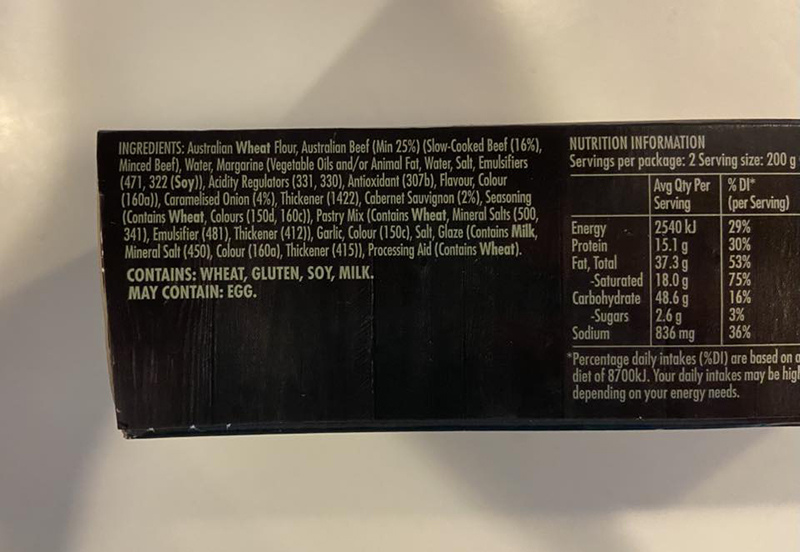 INGREDIENTS: Australian Wheat Flour, Australian Beef (Min 25%) (Slow-Cooked Beef (16%),
Minced Beef), Water, Margarine (Vegetable Oils and/or Animal Fat, Water, Salt, Emulsifiers
(471, 322 (Soy)), Acidity Regulators (331, 330), Antioxidant (307b), Flavour, Colour
(160a)), Caramelised Onion (4%), Thickener (1422), Cabernet Sauvignon (2%), Seasoning
(Contains Wheat, Colours (150d, 160c)), Pastry Mix (Contains Wheat, Mineral Salts (500,
341), Emulsifier (481), Thickener (412)), Garlic, Colour (150c), Salt, Glaze (Contains Milk,
Mineral Salt (450), Colour (160a), Thickener (415)), Processing Aid (Contains Wheat).
CONTAINS: WHEAT, GLUTEN, SOY, MILK.
MAY CONTAIN: EGG.
NUTRITION INFORMATION
Servings per package: 2 Serving size: 200 g
Avg Qty Per % DI*
Serving (per Serving)
Energy 2540 kJ 29%
Protein 15.1 g 30%
Fat, Total 37.3 g 53%
-Saturated 18.0 g 75%
Carbohydrate 48.6 g 16%
-Sugars 2.6 g 3%
Sodium 836 mg 36%
*Percentage daily intakes (%DI) are based on a
diet of 8700kJ. Your daily intakes may be
depending on your energy needs.